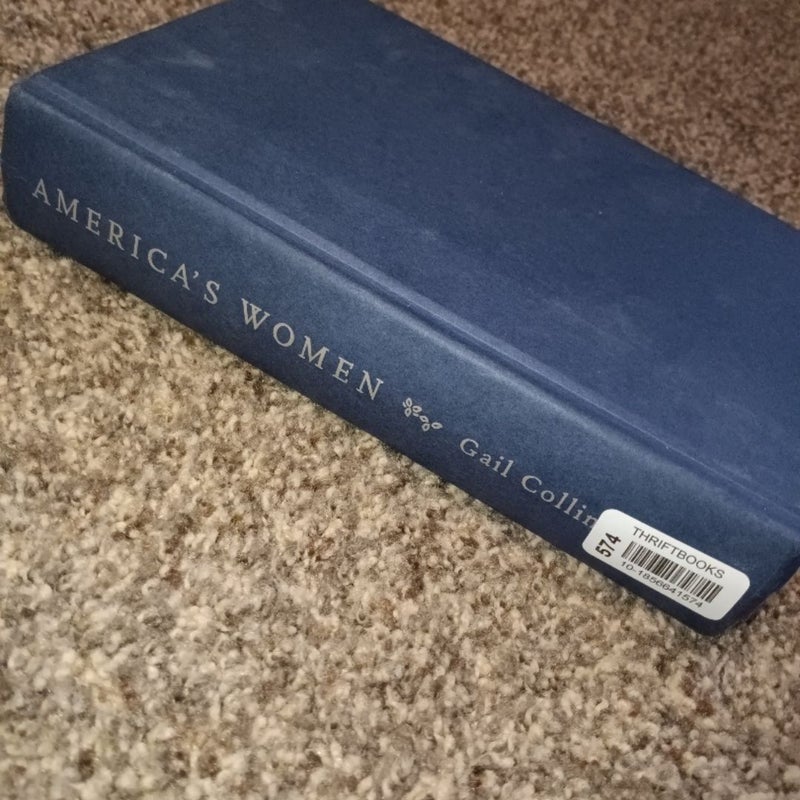 AMERICA'S WOMEN
Gail Collin
THRIFTBOOKS
574
10-1856641574